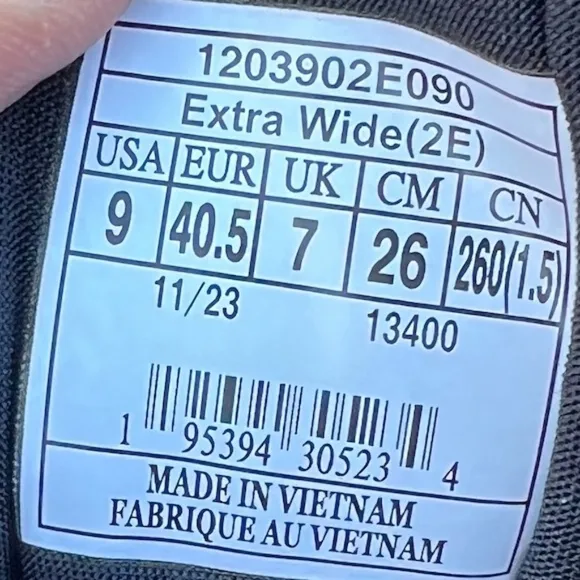 1203902E090
Extra Wide(2E)
USA EUR UK CM CN
9 40.5 7 26 260(1.5)
11/23 13400
1 95394 30523 4
MADE IN VIETNAM
FABRIQUE AU VIETNAM